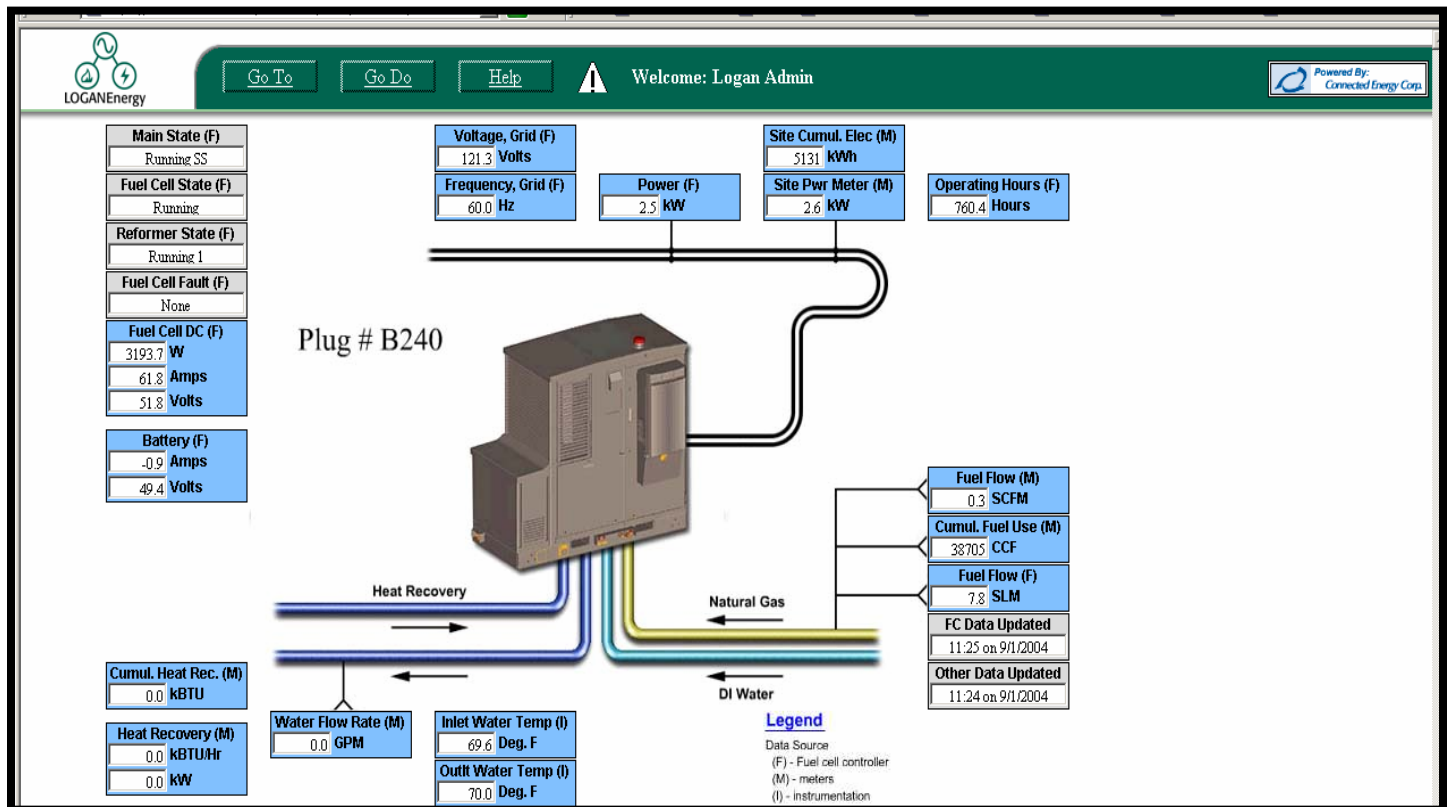 LOGANEnergy
Go To
Go Do
Help
Welcome: Logan Admin
Powered By:
Connected Energy Corp.
Main State (F)
Running SS
Fuel Cell State (F)
Running
Reformer State (F)
Running 1
Fuel Cell Fault (F)
None
Fuel Cell DC (F)
3193.7 W
61.8 Amps
51.8 Volts
Battery (F)
-0.9 Amps
49.4 Volts
Voltage, Grid (F)
121.3 Volts
Frequency, Grid (F)
60.0 Hz
Power (F)
2.5 kW
Site Cumul. Elec (M)
5131 kWh
Site Pwr Meter (M)
2.6 kW
Operating Hours (F)
760.4 Hours
Plug # B240
Fuel Flow (M)
0.3 SCFM
Cumul. Fuel Use (M)
38705 CCF
Fuel Flow (F)
7.8 SLM
FC Data Updated
11:25 on 9/1/2004
Other Data Updated
11:24 on 9/1/2004
Heat Recovery
Natural Gas
DI Water
Cumul. Heat Rec. (M)
0.0 kBTU
Heat Recovery (M)
0.0 kBTU/Hr
0.0 kW
Water Flow Rate (M)
0.0 GPM
Inlet Water Temp (I)
69.6 Deg. F
Outlt Water Temp (I)
70.0 Deg. F
Legend
Data Source
(F) - Fuel cell controller
(M) - meters
(I) - instrumentation